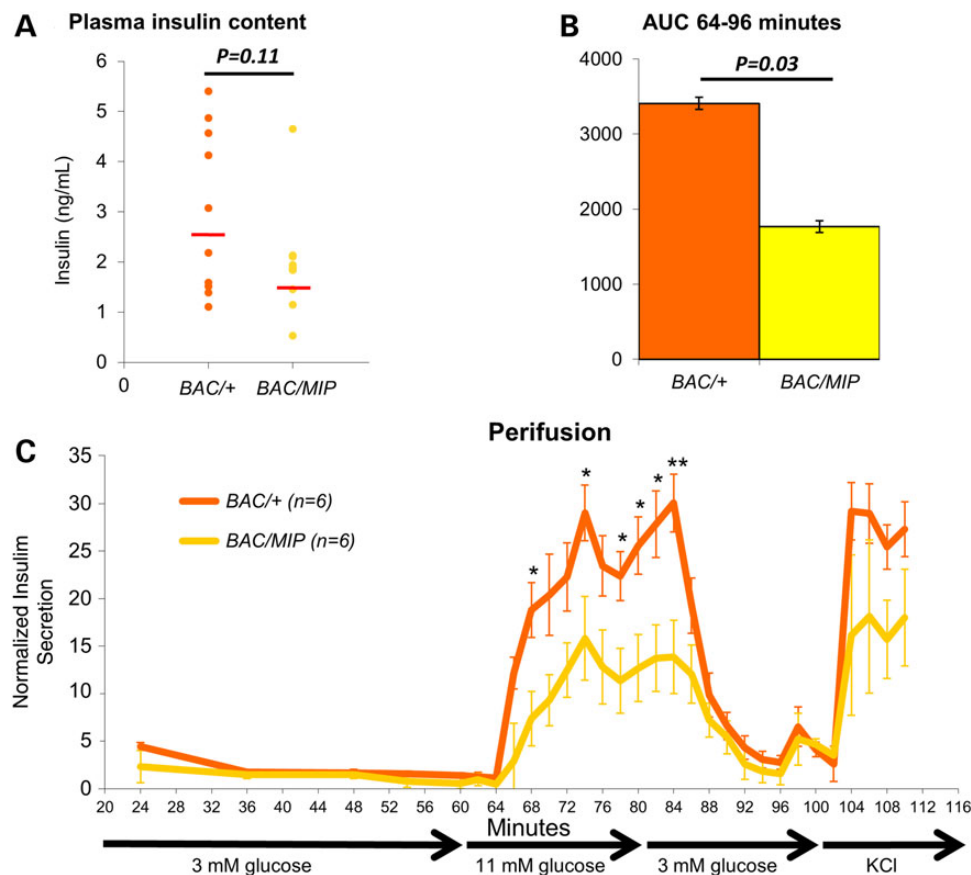 A
Plasma insulin content
P=0.11
6
5
4
3
2
1
0
Insulin (ng/mL)
0
BAC/+ BAC/MIP
B
AUC 64-96 minutes
P=0.03
4000
3000
2000
1000
0
BAC/+ BAC/MIP
C
Perifusion
35
30
25
20
15
10
5
0
Normalized Insulim
Secretion
BAC/+ (n=6)
BAC/MIP (n=6)
* * * * * **
20 24 28 32 36 40 44 48 52 56 60 64 68 72 76 80 84 88 92 96 100 104 108 112 116
Minutes
3 mM glucose 11 mM glucose 3 mM glucose KCl